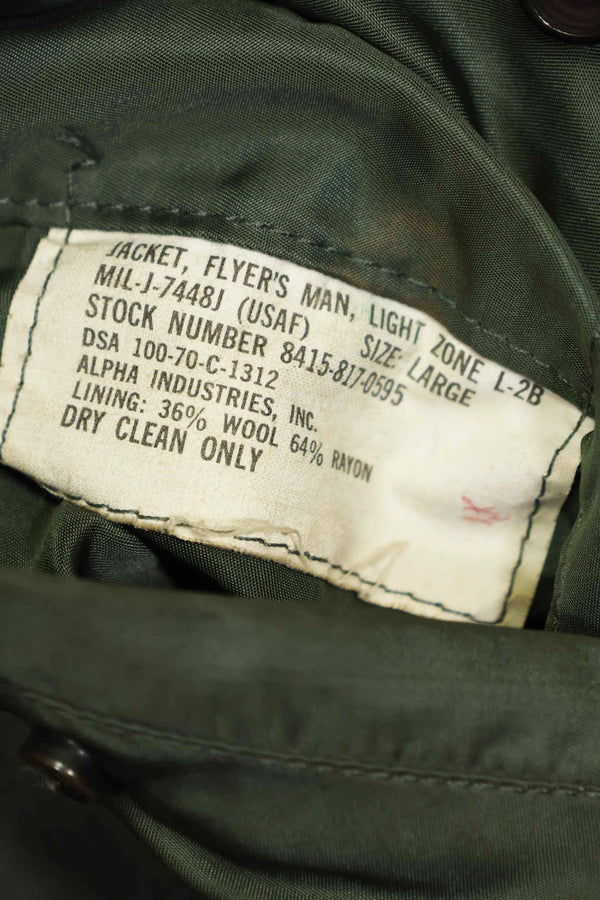 JACKET, FLYER'S MAN, LIGHT ZONE L-2B
MIL-J-7448J (USAF) SIZE: LARGE
STOCK NUMBER 8415-817-0595
DSA 100-70-C-1312
ALPHA INDUSTRIES, INC.
LINING: 36% WOOL 64% RAYON
DRY CLEAN ONLY